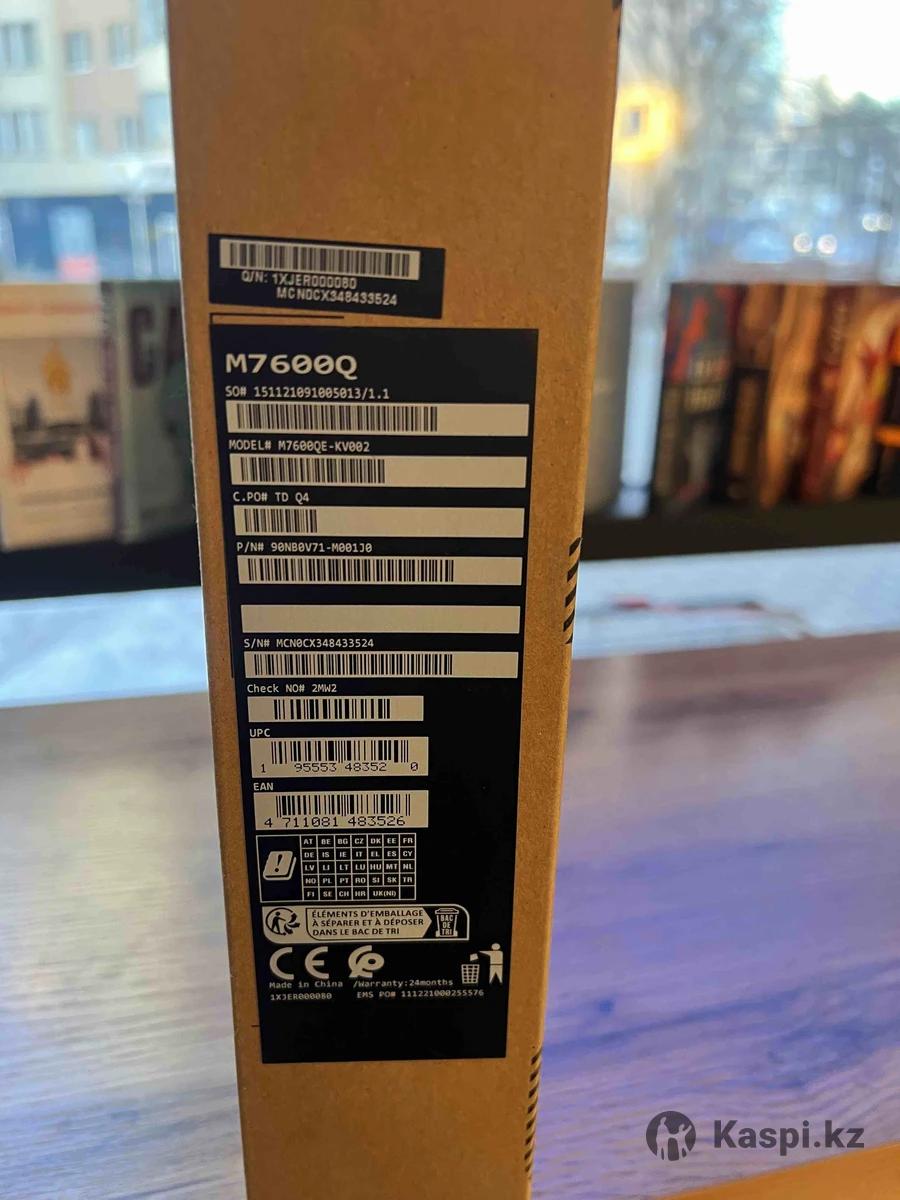 Q/N: 1XJER000080
MCN0CX348433524
M7600Q
SO# 151121091005013/1.1
MODEL# M7600QE-KV002
C.PO# TD Q4
P/N# 90NB0V71-M001J0
S/N# MCN0CX348433524
Check NO# 2MW2
UPC
1 95553 48352 0
EAN
4 711081 483526
AT BE BG CZ DK EE FR
DE IS IE IT EL ES CY
LV LI LT LU HU MT NL
NO PL PT RO SI SK TR
FI SE CH HR UK(NI)
ÉLÉMENTS D'EMBALLAGE
À SÉPARER ET À DÉPOSER
DANS LE BAC DE TRI
BAC
DE
TRI
CE
Made in China /Warranty:24months
1XJER000080 EMS PO# 111221000255576
Kaspi.kz